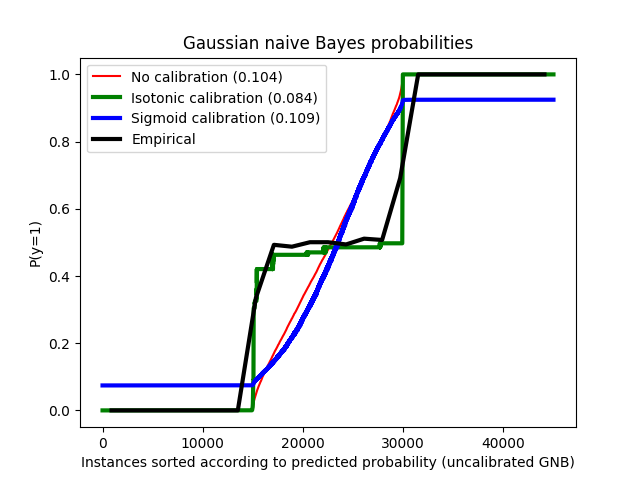 Gaussian naive Bayes probabilities
No calibration (0.104)
Isotonic calibration (0.084)
Sigmoid calibration (0.109)
Empirical
P(y=1)
1.0
0.8
0.6
0.4
0.2
0.0
0 10000 20000 30000 40000
Instances sorted according to predicted probability (uncalibrated GNB)